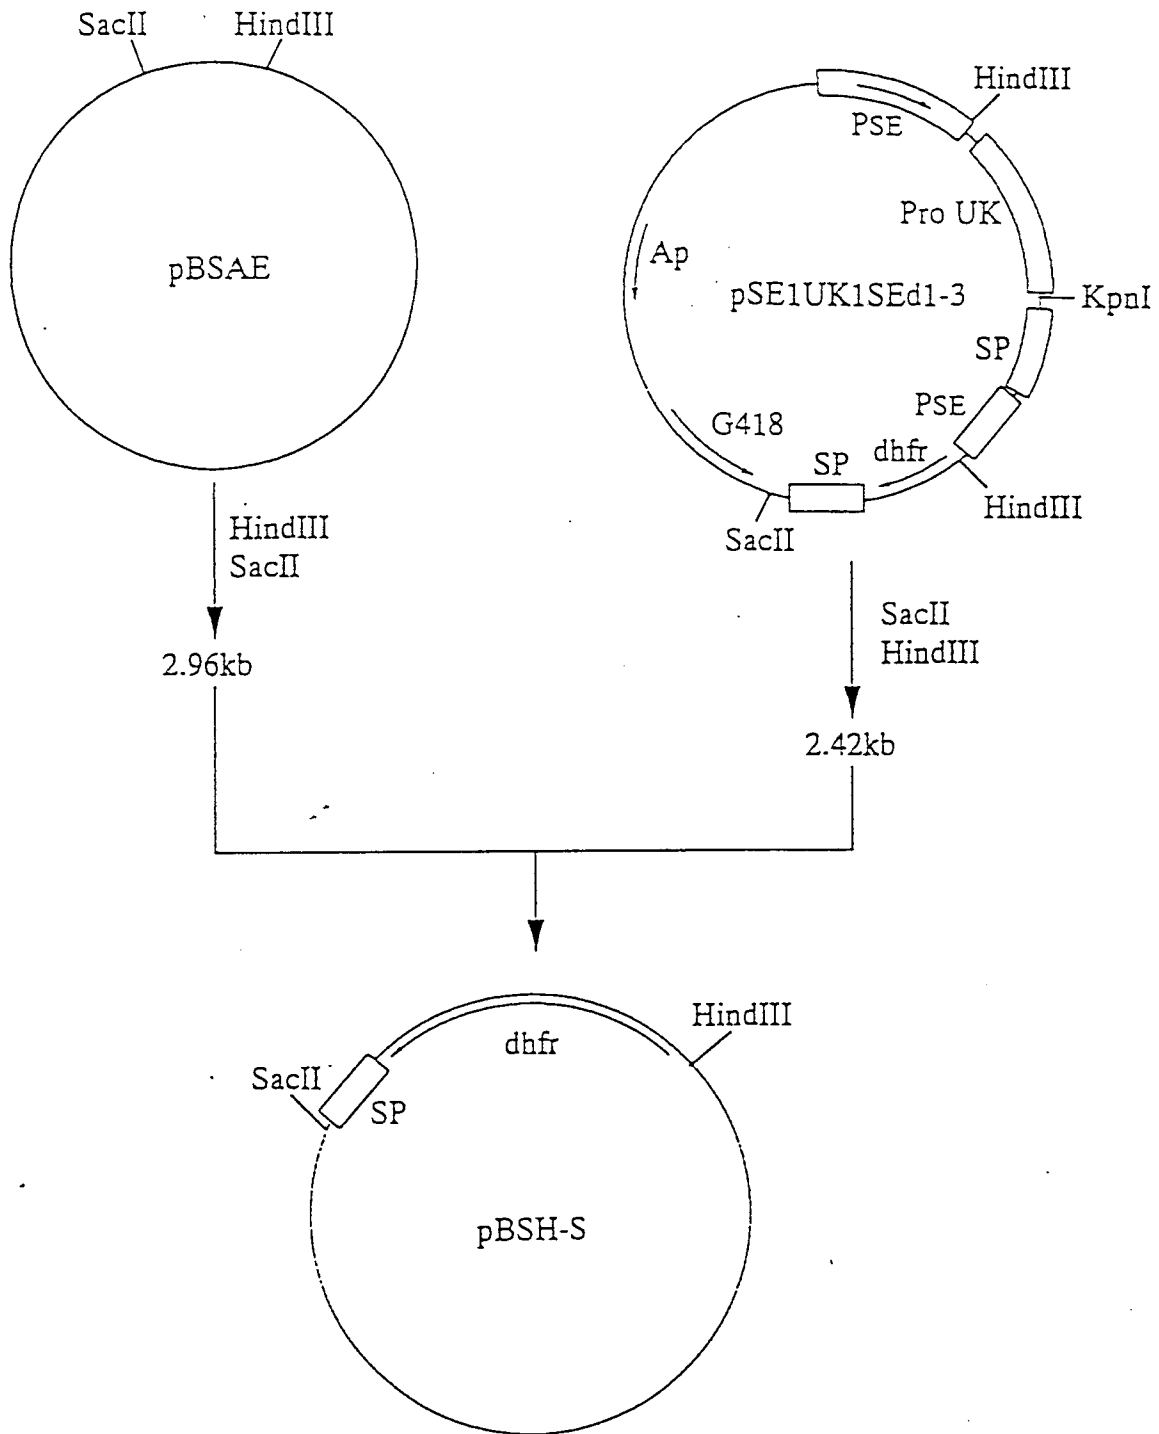 SacII
HindIII
pBSAE
HindIII
SacII
2.96kb
HindIII
PSE
Pro UK
Ap
pSE1UK1SEd1-3
KpnI
SP
PSE
G418
SP
dhfr
HindIII
SacII
SacII
HindIII
2.42kb
HindIII
dhfr
SacII
SP
pBSH-S